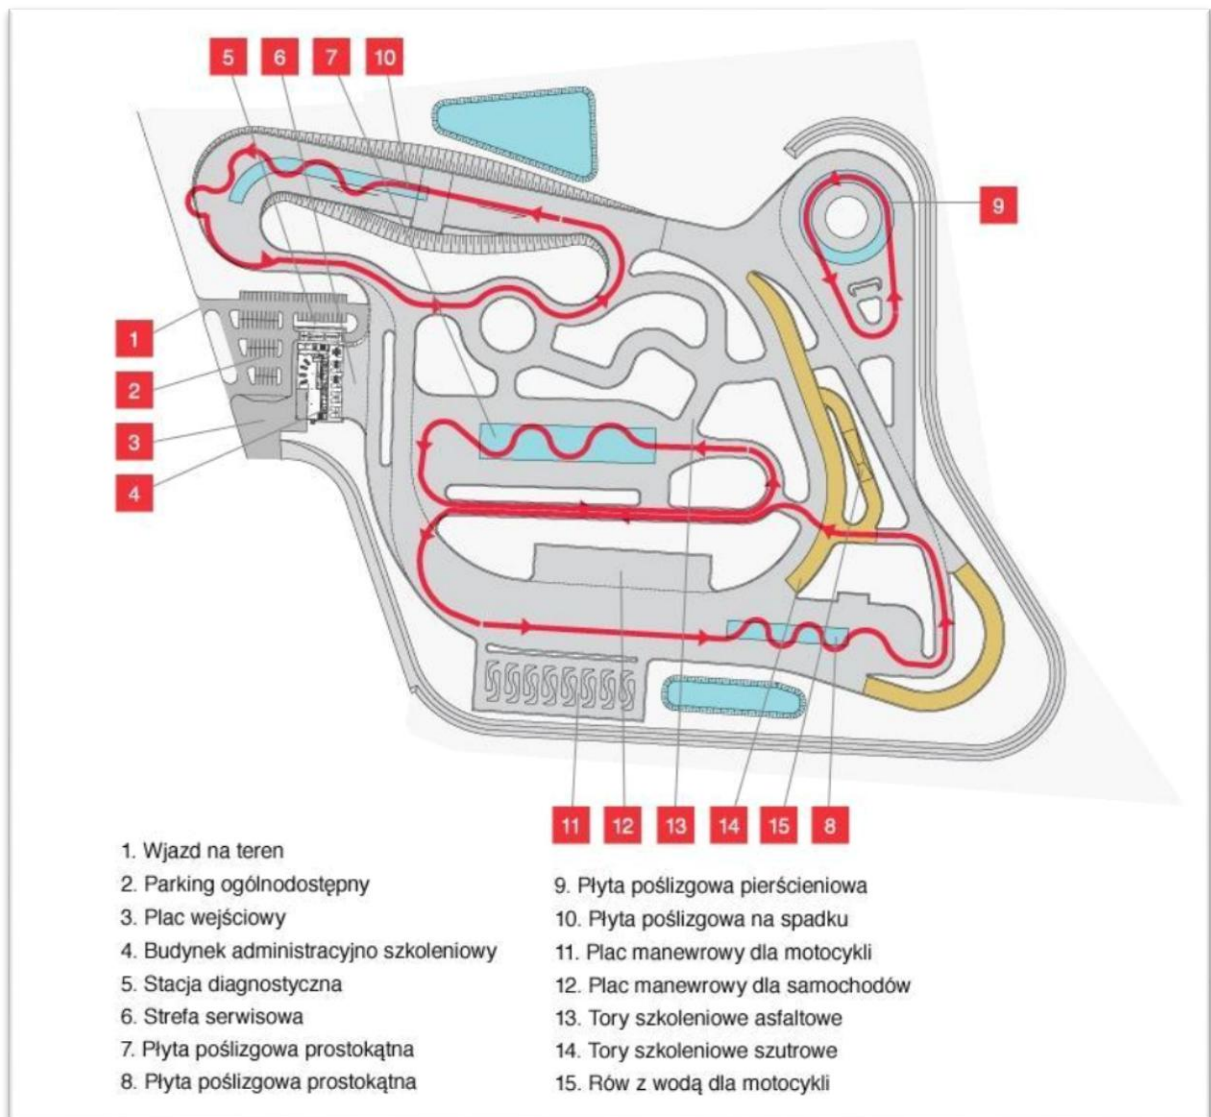 5 6 7 10
9
1
2
3
4
11 12 13 14 15 8
1. Wjazd na teren
2. Parking ogólnodostępny
3. Plac wejściowy
4. Budynek administracyjno szkoleniowy
5. Stacja diagnostyczna
6. Strefa serwisowa
7. Płyta poślizgowa prostokątna
8. Płyta poślizgowa prostokątna
9. Płyta poślizgowa pierścieniowa
10. Płyta poślizgowa na spadku
11. Plac manewrowy dla motocykli
12. Plac manewrowy dla samochodów
13. Tory szkoleniowe asfaltowe
14. Tory szkoleniowe szutrowe
15. Rów z wodą dla motocykli